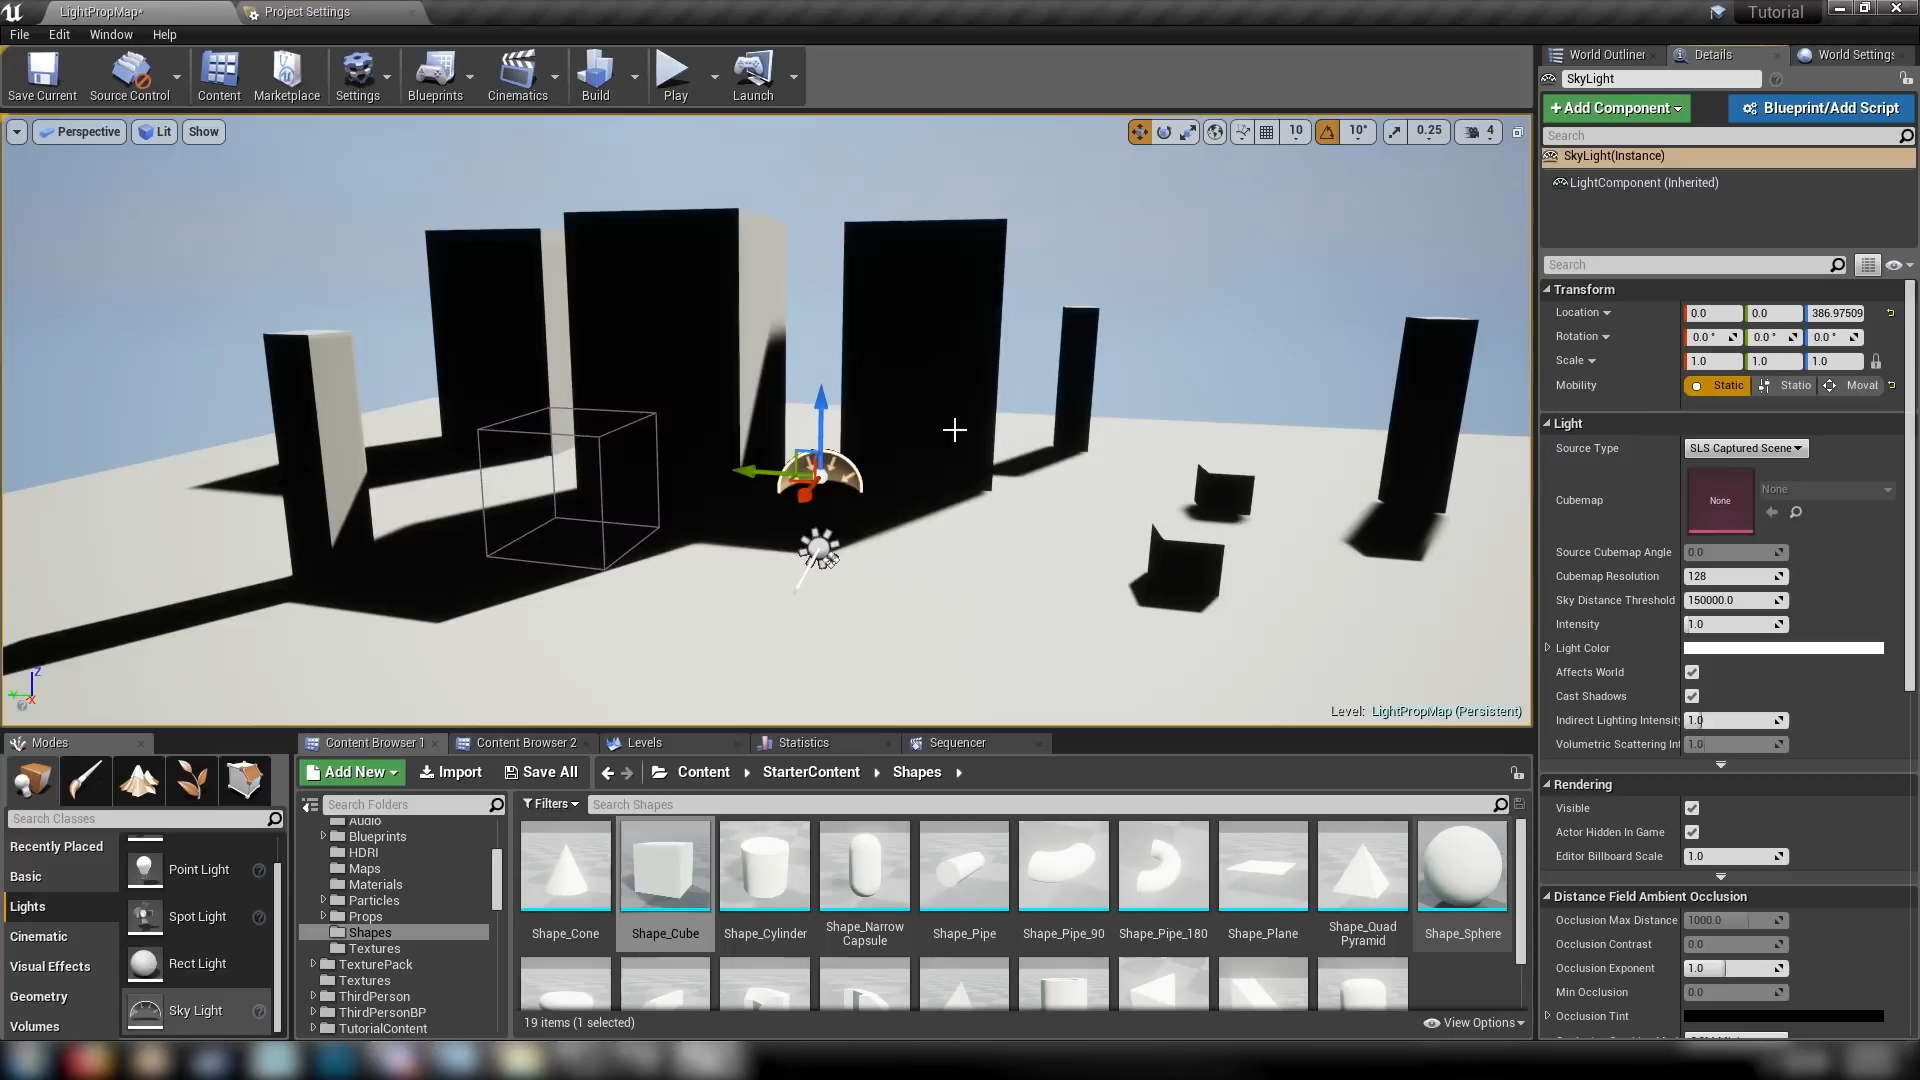 LightPropMap*
Project Settings
Tutorial
File Edit Window Help
Save Current
Source Control
Content
Marketplace
Settings
Blueprints
Cinematics
Build
Play
Launch
World Outliner
Details
World Settings
SkyLight
+Add Component
Blueprint/Add Script
Search
SkyLight(Instance)
LightComponent (Inherited)
Perspective
Lit
Show
10
10°
0.25
4
Level: LightPropMap (Persistent)
Search
Transform
Location 0.0 0.0 386.97509
Rotation 0.0 ° 0.0 ° 0.0 °
Scale 1.0 1.0 1.0
Mobility Static Statio Moval
Light
Source Type SLS Captured Scene
Cubemap None None
Source Cubemap Angle 0.0
Cubemap Resolution 128
Sky Distance Threshold 150000.0
Intensity 1.0
Light Color
Affects World
Cast Shadows
Indirect Lighting Intensity 1.0
Volumetric Scattering Int 1.0
Rendering
Visible
Actor Hidden In Game
Editor Billboard Scale 1.0
Distance Field Ambient Occlusion
Occlusion Max Distance 1000.0
Occlusion Contrast 0.0
Occlusion Exponent 1.0
Min Occlusion 0.0
Occlusion Tint
Modes
Search Classes
Recently Placed
Basic
Lights
Cinematic
Visual Effects
Geometry
Volumes
Point Light
Spot Light
Rect Light
Sky Light
Content Browser 1
Content Browser 2
Levels
Statistics
Sequencer
Add New
Import
Save All
Content
StarterContent
Shapes
Search Folders
Audio
Blueprints
HDRI
Maps
Materials
Particles
Props
Shapes
Textures
TexturePack
Textures
ThirdPerson
ThirdPersonBP
TutorialContent
Filters
Search Shapes
Shape_Cone
Shape_Cube
Shape_Cylinder
Shape_Narrow
Capsule
Shape_Pipe
Shape_Pipe_90
Shape_Pipe_180
Shape_Plane
Shape_Quad
Pyramid
Shape_Sphere
19 items (1 selected)
View Options